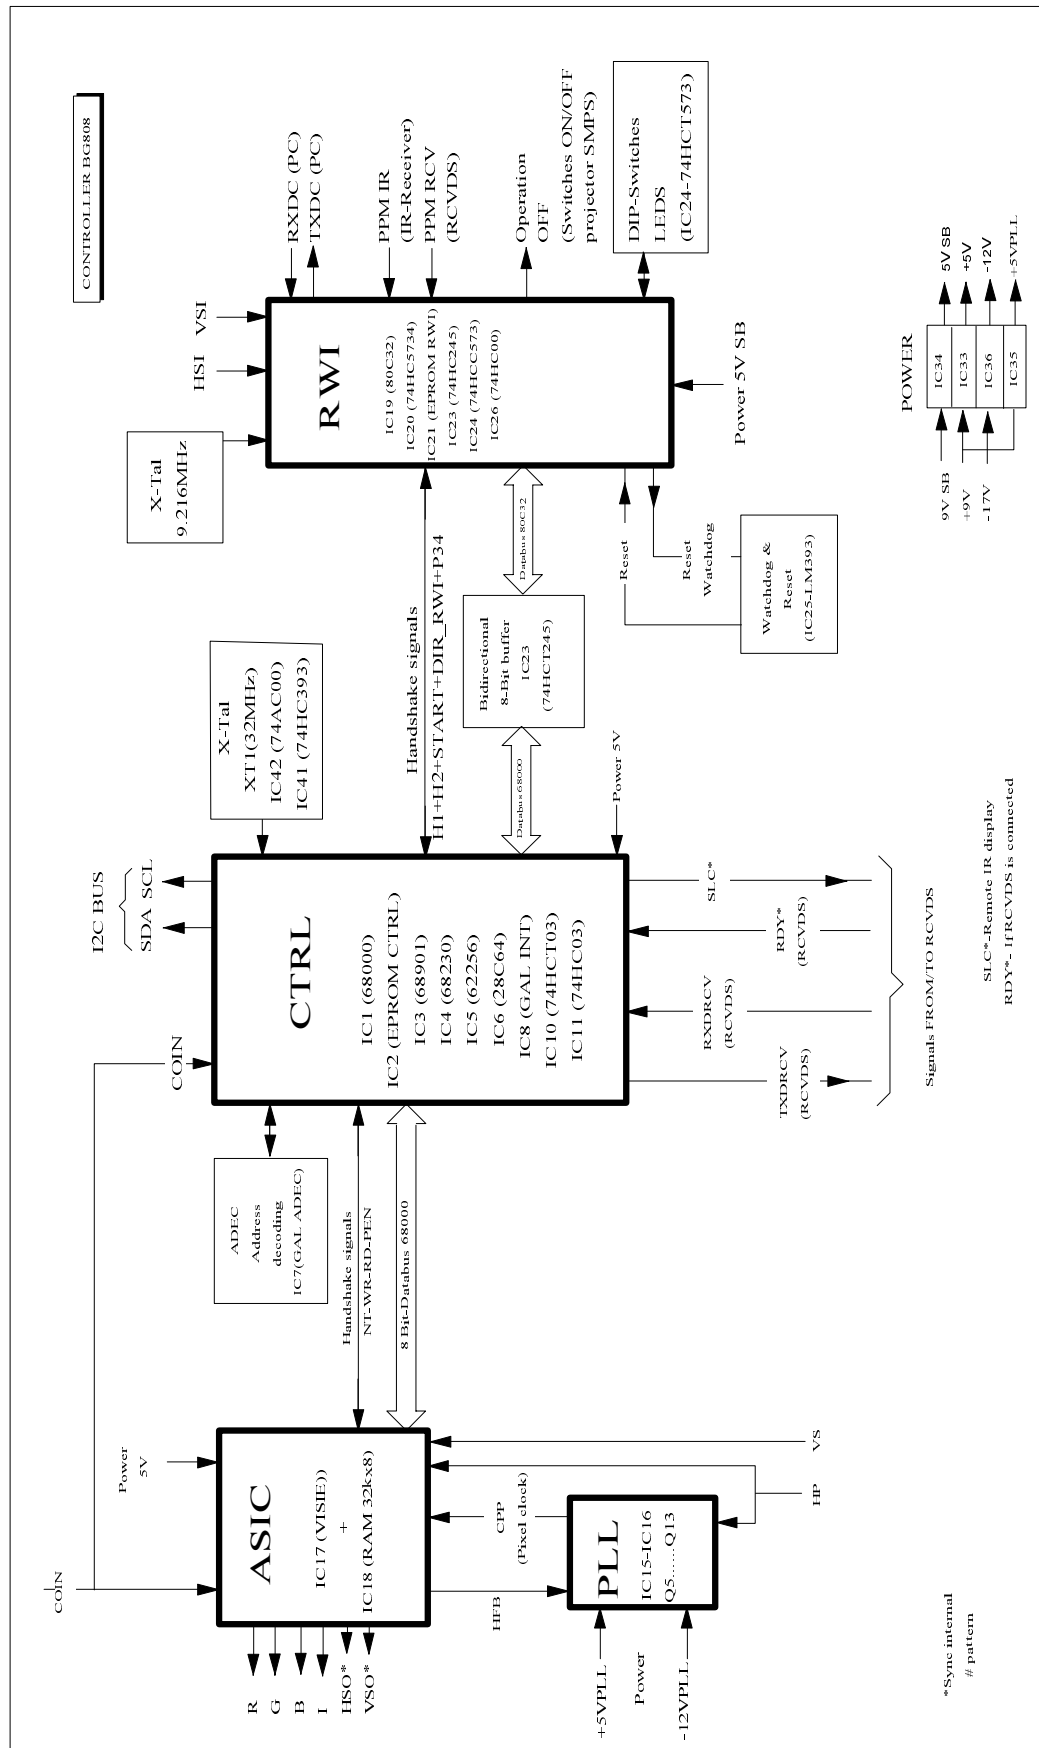 CONTROLLER BG808
RXDC (PC)
TXDC (PC)
PPM IR
(IR-Receiver)
PPM RCV
(RCVDS)
Operation
OFF
(Switches ON/OFF
projector SMPS)
DIP-Switches
LEDS
(IC24-74HCT573)
HSI
VSI
X-Tal
9.216MHz
RWI
IC19 (80C32)
IC20 (74HC5734)
IC21 (EPROM RWI)
IC23 (74HC245)
IC24 (74HCC573)
IC26 (74HC00)
Power 5V SB
POWER
9V SB
+9V
-17V
IC34
IC33
IC36
IC35
5V SB
+5V
-12V
+5VPLL
Handshake signals
H1+H2+START+DIR_RWI+P34
Databus 80C32
Bidirectional
8-Bit buffer
IC23
(74HCT245)
Databus 68000
Reset
Reset
Watchdog
Watchdog &
Reset
(IC25-LM393)
X-Tal
XT1(32MHz)
IC42 (74AC00)
IC41 (74HC393)
I2C BUS
SDA SCL
COIN
CTRL
IC1 (68000)
IC2 (EPROM CTRL)
IC3 (68901)
IC4 (68230)
IC5 (62256)
IC6 (28C64)
IC8 (GAL INT)
IC10 (74HCT03)
IC11 (74HC03)
Power 5V
SLC*
RDY*
(RCVDS)
RXDRCV
(RCVDS)
TXDRCV
(RCVDS)
Signals FROM/TO RCVDS
SLC*-Remote IR display
RDY*- If RCVDS is connected
ADEC
Address
decoding
IC7(GAL ADEC)
Handshake signals
NT-WR-RD-PEN
8 Bit-Databus 68000
Power
5V
COIN
ASIC
IC17 (VISIE))
+
IC18 (RAM 32kx8)
R
G
B
I
HSO*
VSO*
HFB
CPP
(Pixel clock)
VS
HP
PLL
IC15-IC16
Q5......Q13
+5VPLL
Power
-12VPLL
*Sync internal
# pattern